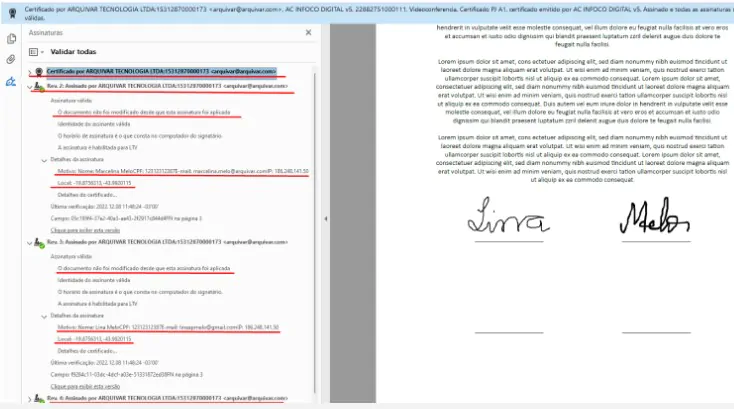 Certificado por ARQUIVAR TECNOLOGIA LTDA:15312870000173 <arquivar@arquivar.com>, AC INFOCO DIGITAL v5, 22882751000111, Videoconferencia, Certificado PJ A1, certificado emitido por AC INFOCO DIGITAL v5. Assinado e todas as assinaturas
válidas.
Assinaturas
Validar todas
Certificado por ARQUIVAR TECNOLOGIA LTDA:15312870000173 <arquivar@arquivar.com>
Rev. 2: Assinado por ARQUIVAR TECNOLOGIA LTDA:15312870000173 <arquivar@arquivar.com>
Assinatura válida:
O documento não foi modificado desde que esta assinatura foi aplicada
Identidade do assinante válida
O horário de assinatura é o que consta no computador do signatário
A assinatura é habilitada para LTV
Detalhes da assinatura
Motivo: Nome: Marcelina MeloCPF: e-mail: marcelina.melo@arquivar.comIP: 186.248.141.50
Local: -19.8756013, -43.9820115
Detalhes do certificado...
Última verificação: 2022.12.08 11:48:24 -03'00'
Campo: na página 3
Clique para exibir esta versão
Rev. 3: Assinado por ARQUIVAR TECNOLOGIA LTDA:15312870000173 <arquivar@arquivar.com>
Assinatura válida:
O documento não foi modificado desde que esta assinatura foi aplicada
Identidade do assinante válida
O horário de assinatura é o que consta no computador do signatário.
A assinatura é habilitada para LTV
Detalhes da assinatura
Motivo: Nome: Lina MeloCPF: e-mail: IP: 186.248.141.50
Local: -19.8756013, -43.9820115
Detalhes do certificado...
Última verificação: 2022.12.08 11:48:24 -03'00'
Campo: na página 3
Clique para exibir esta versão
Rev. 4: Assinado por ARQUIVAR TECNOLOGIA LTDA:15312870000173 <arquivar@arquivar.com>
hendrerit in vulputate velit esse molestie consequat, vel illum dolore eu feugiat nulla facilisis at vero eros
et accumsan et iusto odio dignissim qui blandit praesent luptatum zzril delenit augue duis dolore te
feugait nulla facilisi.
Lorem ipsum dolor sit amet, cons ectetuer adipiscing elit, sed diam nonummy nibh euismod tincidunt ut
laoreet dolore magna aliquam erat volutpat. Ut wisi enim ad minim veniam, quis nostrud exerci tation
ullamcorper suscipit lobortis nisl ut aliquip ex ea commodo consequat. Lorem ipsum dolor sit amet,
consectetuer adipiscing elit, sed diam nonummy nibh euismod tincidunt ut laoreet dolore magna aliquam
erat volutpat. Ut wisi enim ad minim veniam, quis nostrud exerci tation ullamcorper suscipit lobortis nisl
ut aliquip ex ea commodo consequat. Duis autem vel eum iriure dolor in hendrerit in vulputate velit esse
molestie consequat, vel illum dolore eu feugiat nulla facilisis at vero eros et accumsan et iusto odio
dignissim qui blandit praesent luptatum zzril delenit augue duis dolore te feugait nulla facilisi.
Lorem ipsum dolor sit amet, cons ectetuer adipiscing elit, sed diam nonummy nibh euismod tincidunt ut
laoreet dolore magna aliquam erat volutpat. Ut wisi enim ad minim veniam, quis nostrud exerci tation
ullamcorper suscipit lobortis nisl ut aliquip ex ea commodo consequat. Lorem ipsum dolor sit amet,
consectetuer adipiscing elit, sed diam nonummy nibh euismod tincidunt ut laoreet dolore magna aliquam
erat volutpat. Ut wisi enim ad minim veniam, quis nostrud exerci tation ullamcorper suscipit lobortis nisl
ut aliquip ex ea commodo consequat.
Melo